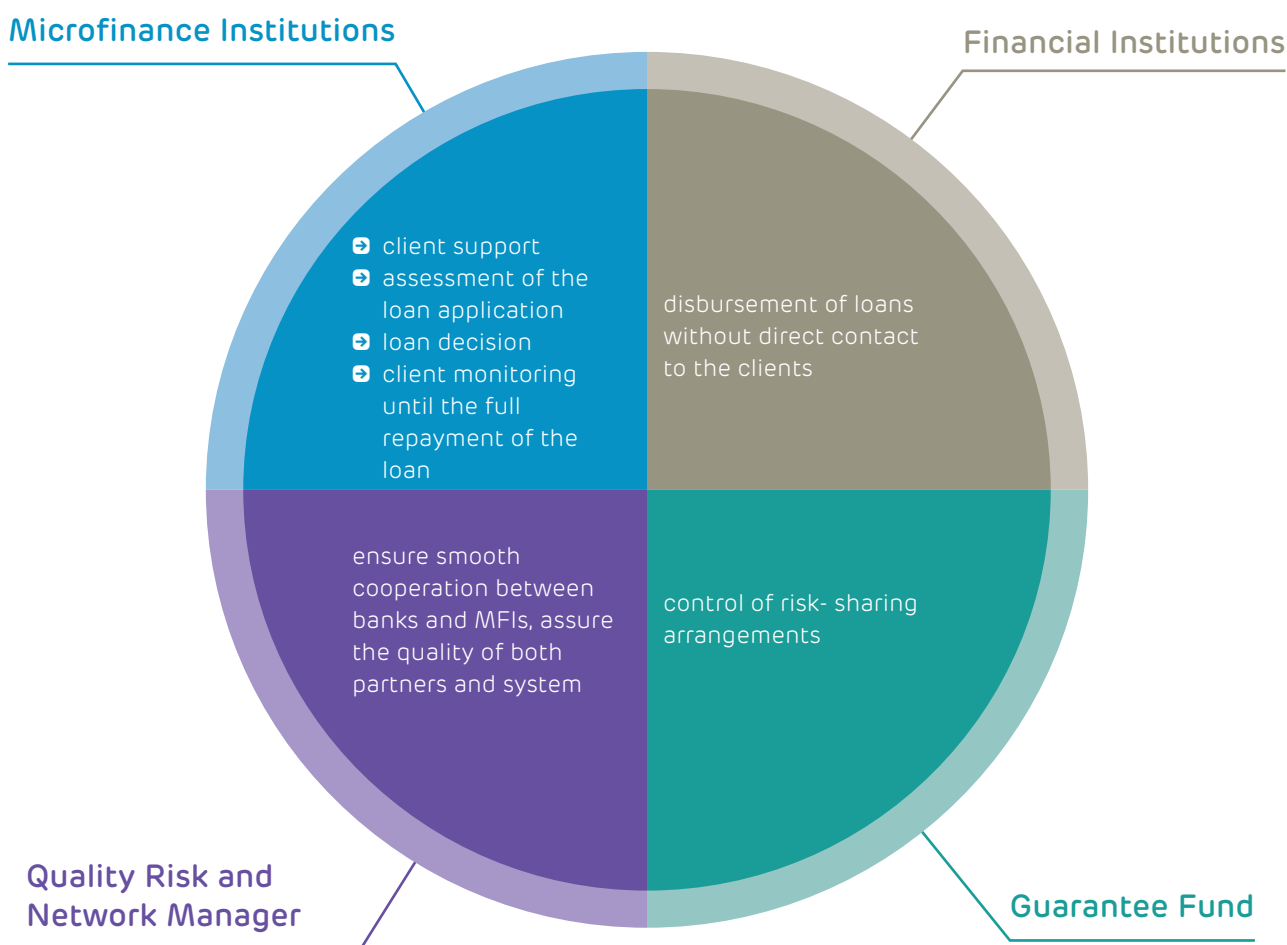 Microfinance Institutions
Financial Institutions
client support
assessment of the
loan application
loan decision
client monitoring
until the full
repayment of the
loan
disbursement of loans
without direct contact
to the clients
ensure smooth
cooperation between
banks and MFIs, assure
the quality of both
partners and system
control of risk- sharing
arrangements
Quality Risk and
Network Manager
Guarantee Fund